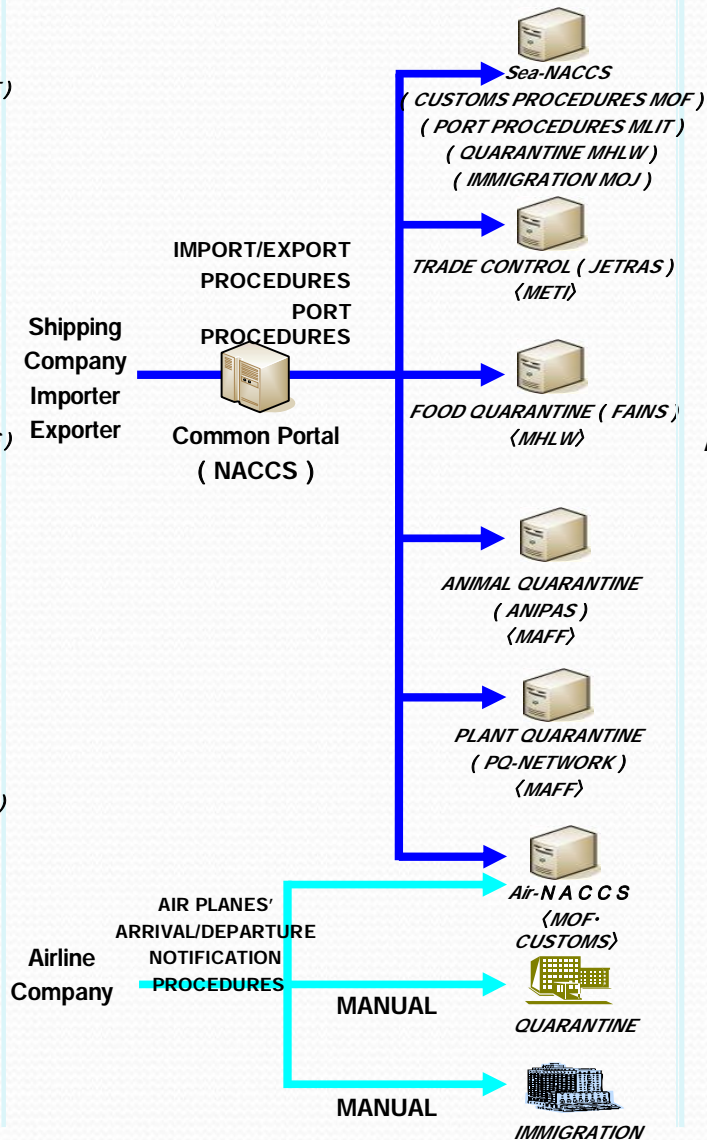 Sea-NACCS
( CUSTOMS PROCEDURES MOF )
( PORT PROCEDURES MLIT )
( QUARANTINE MHLW )
( IMMIGRATION MOJ )
IMPORT/EXPORT
PROCEDURES
PORT
PROCEDURES
TRADE CONTROL ( JETRAS )
〈METI〉
Shipping
Company
Importer
Exporter
Common Portal
( NACCS )
FOOD QUARANTINE ( FAINS )
〈MHLW〉
ANIMAL QUARANTINE
( ANIPAS )
〈MAFF〉
PLANT QUARANTINE
( PQ-NETWORK )
〈MAFF〉
Air-ＮＡＣＣＳ
〈MOF・
CUSTOMS〉
AIR PLANES’
ARRIVAL/DEPARTURE
NOTIFICATION
PROCEDURES
Airline
Company
MANUAL
QUARANTINE
MANUAL
IMMIGRATION